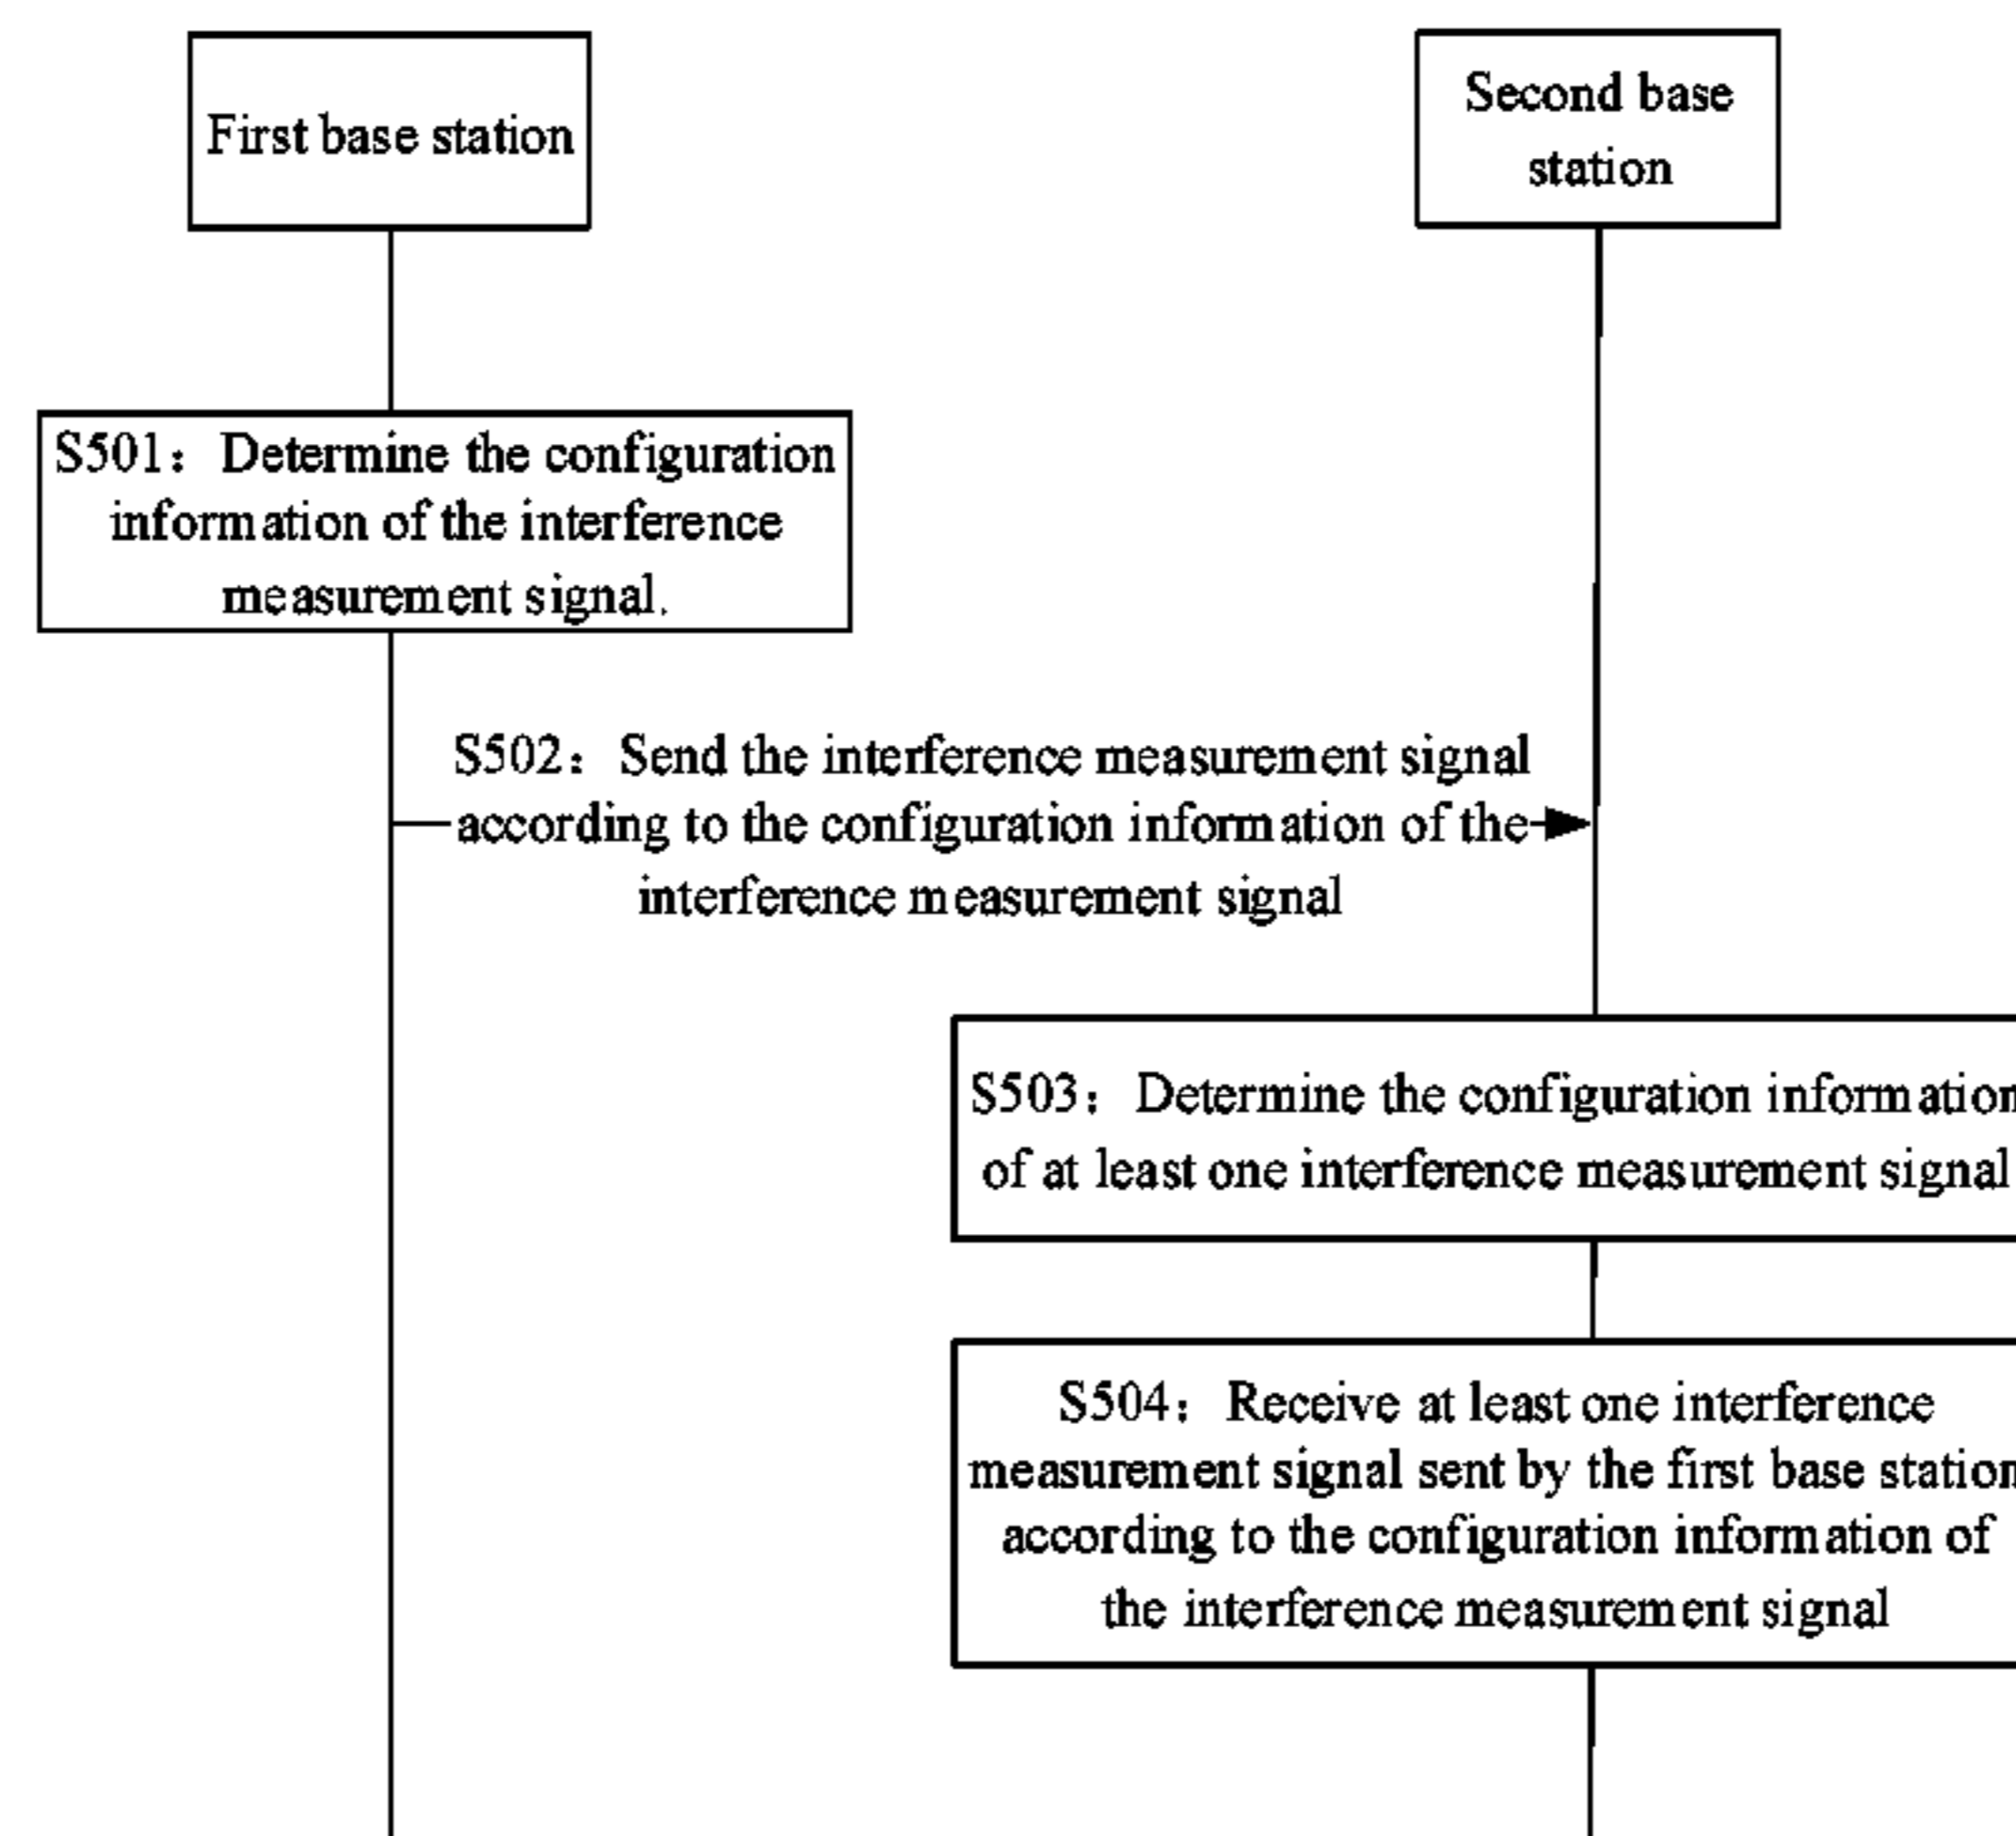 First base station
Second base
station
S501： Determine the configuration
information of the interference
measurement signal.
S502： Send the interference measurement signal
according to the configuration information of the
interference measurement signal
S503： Determine the configuration information
of at least one interference measurement signal
S504： Receive at least one interference
measurement signal sent by the first base station
according to the configuration information of
the interference measurement signal